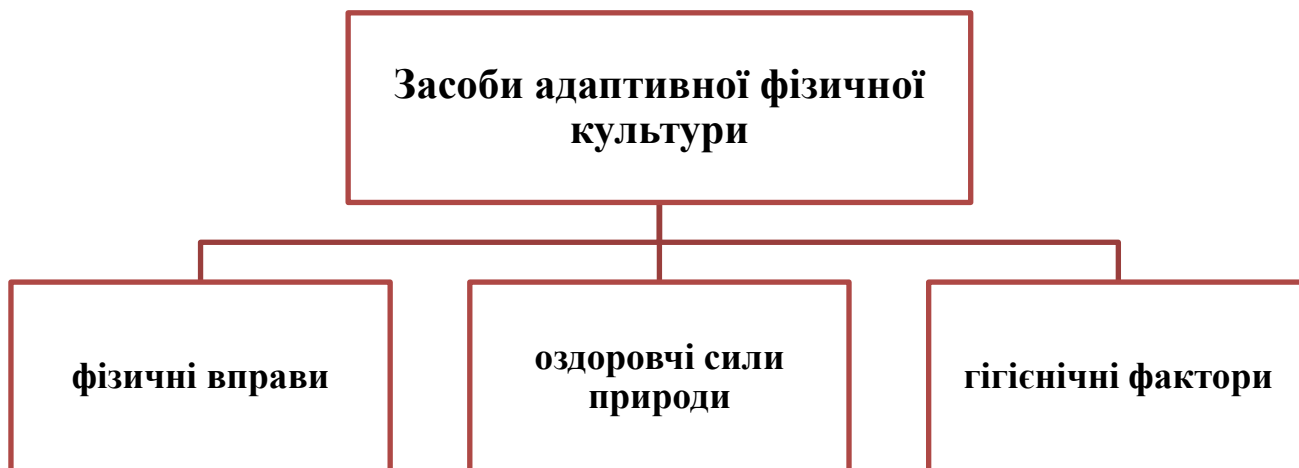 Засоби адаптивної фізичної
культури
фізичні вправи
оздоровчі сили
природи
гігієнічні фактори